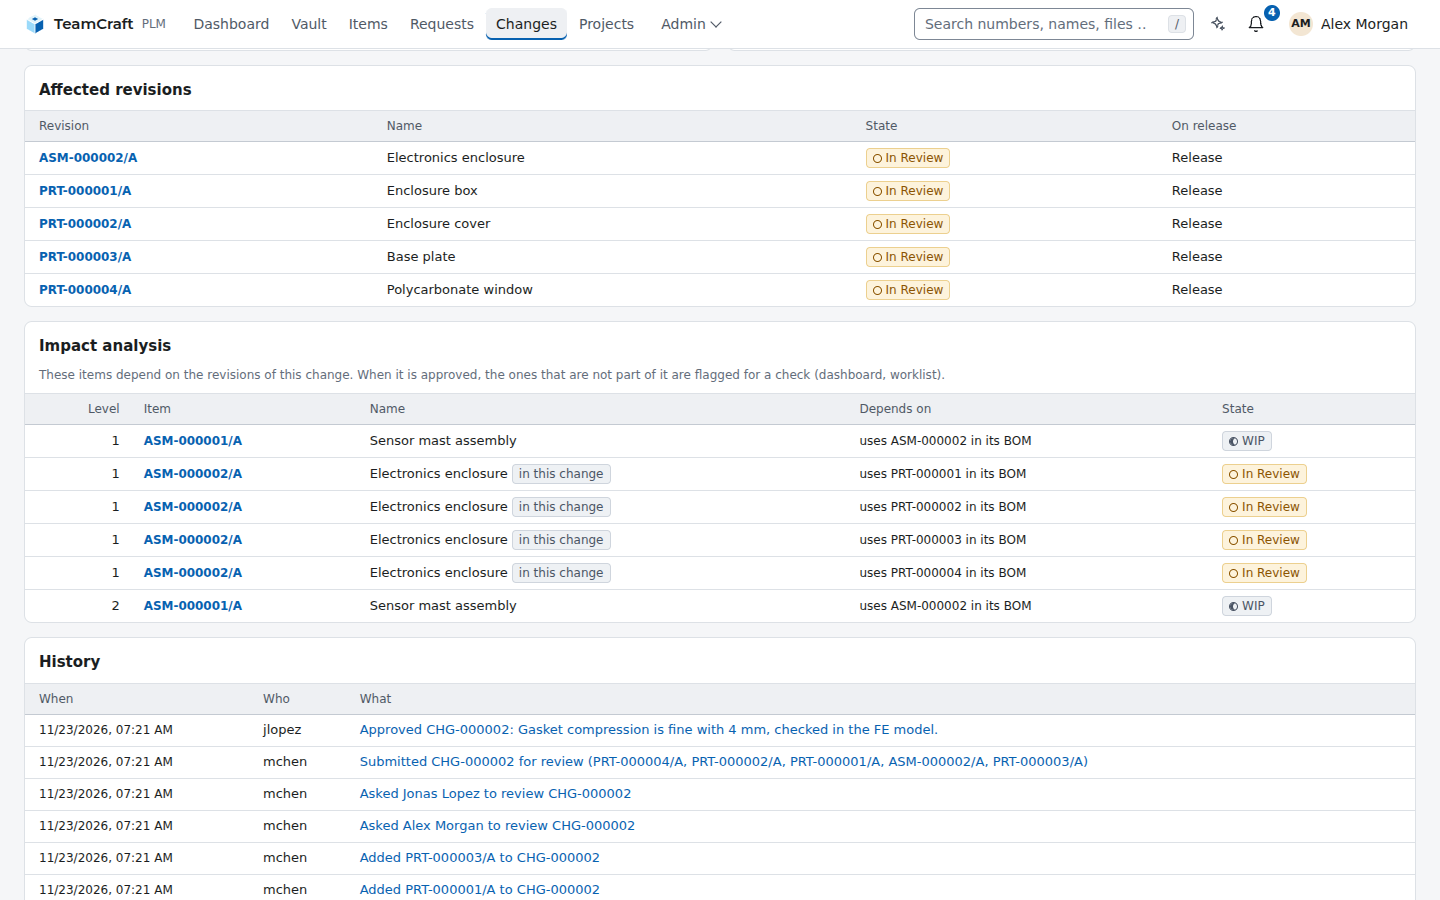 TeamCraft PLM Dashboard Vault Items Requests Changes Projects Admin Search numbers, names, files .. / 4 AM Alex Morgan
Affected revisions
Revision Name State On release
ASM-000002/A Electronics enclosure In Review Release
PRT-000001/A Enclosure box In Review Release
PRT-000002/A Enclosure cover In Review Release
PRT-000003/A Base plate In Review Release
PRT-000004/A Polycarbonate window In Review Release
Impact analysis
These items depend on the revisions of this change. When it is approved, the ones that are not part of it are flagged for a check (dashboard, worklist).
Level Item Name Depends on State
1 ASM-000001/A Sensor mast assembly uses ASM-000002 in its BOM WIP
1 ASM-000002/A Electronics enclosure in this change uses PRT-000001 in its BOM In Review
1 ASM-000002/A Electronics enclosure in this change uses PRT-000002 in its BOM In Review
1 ASM-000002/A Electronics enclosure in this change uses PRT-000003 in its BOM In Review
1 ASM-000002/A Electronics enclosure in this change uses PRT-000004 in its BOM In Review
2 ASM-000001/A Sensor mast assembly uses ASM-000002 in its BOM WIP
History
When Who What
11/23/2026, 07:21 AM jlopez Approved CHG-000002: Gasket compression is fine with 4 mm, checked in the FE model.
11/23/2026, 07:21 AM mchen Submitted CHG-000002 for review (PRT-000004/A, PRT-000002/A, PRT-000001/A, ASM-000002/A, PRT-000003/A)
11/23/2026, 07:21 AM mchen Asked Jonas Lopez to review CHG-000002
11/23/2026, 07:21 AM mchen Asked Alex Morgan to review CHG-000002
11/23/2026, 07:21 AM mchen Added PRT-000003/A to CHG-000002
11/23/2026, 07:21 AM mchen Added PRT-000001/A to CHG-000002